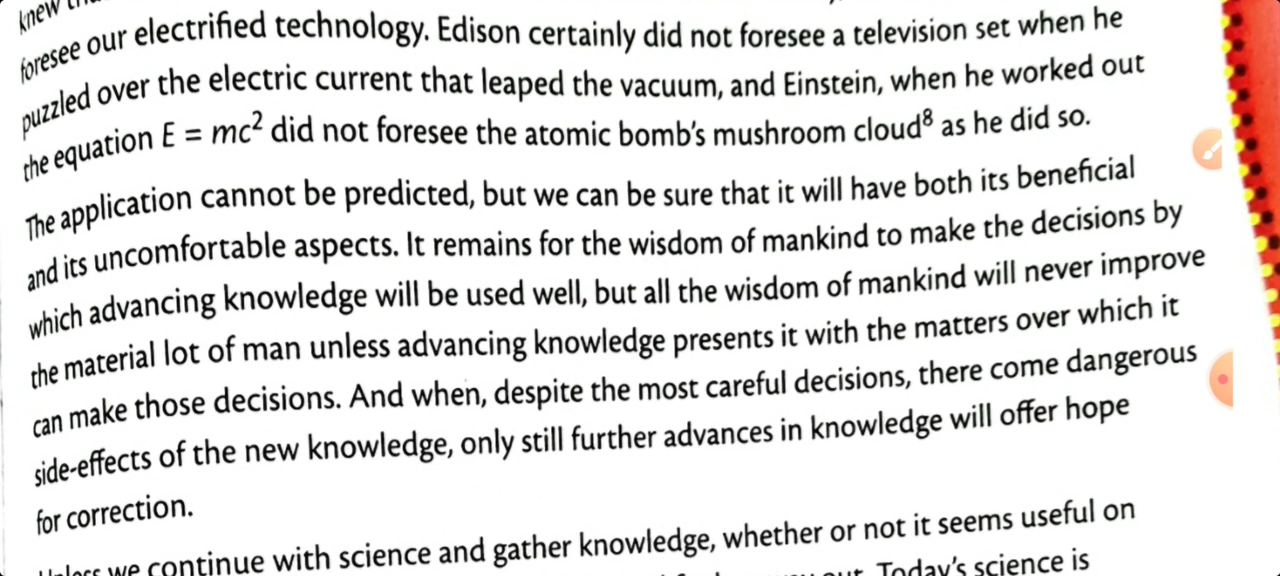 knew
foresee our electrified technology. Edison certainly did not foresee a television set when he
puzzled over the electric current that leaped the vacuum, and Einstein, when he worked out
the equation E = mc² did not foresee the atomic bomb's mushroom cloud⁸ as he did so.
The application cannot be predicted, but we can be sure that it will have both its beneficial
and its uncomfortable aspects. It remains for the wisdom of mankind to make the decisions by
which advancing knowledge will be used well, but all the wisdom of mankind will never improve
the material lot of man unless advancing knowledge presents it with the matters over which it
can make those decisions. And when, despite the most careful decisions, there come dangerous
side-effects of the new knowledge, only still further advances in knowledge will offer hope
for correction.
we continue with science and gather knowledge, whether or not it seems useful on
out. Today's science is